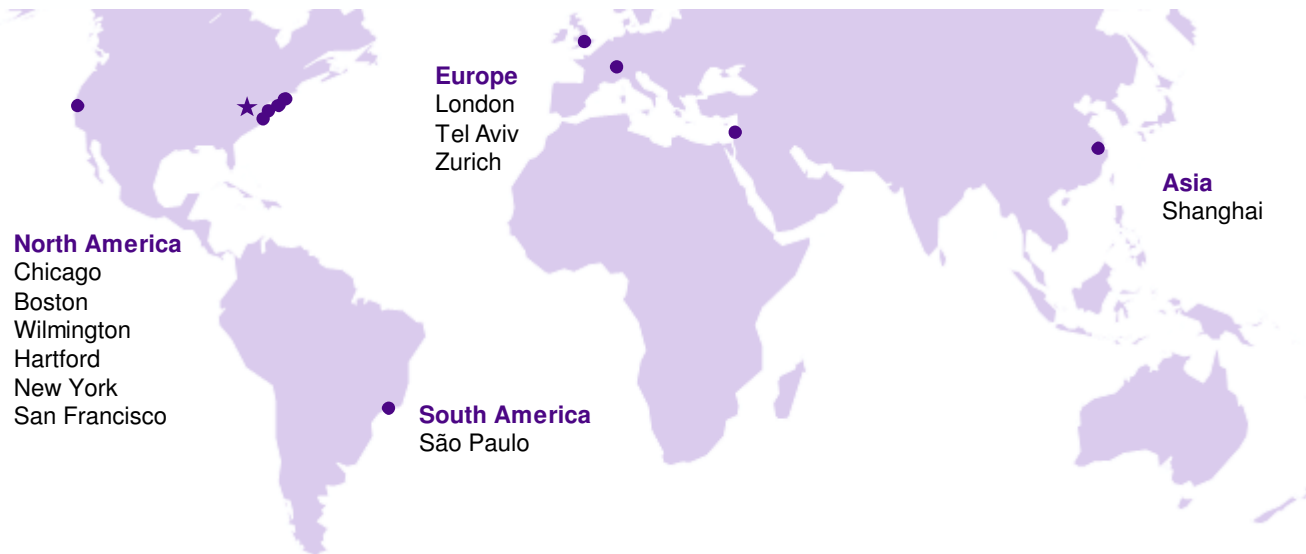 Europe
London
Tel Aviv
Zurich
Asia
Shanghai
North America
Chicago
Boston
Wilmington
Hartford
New York
San Francisco
South America
São Paulo